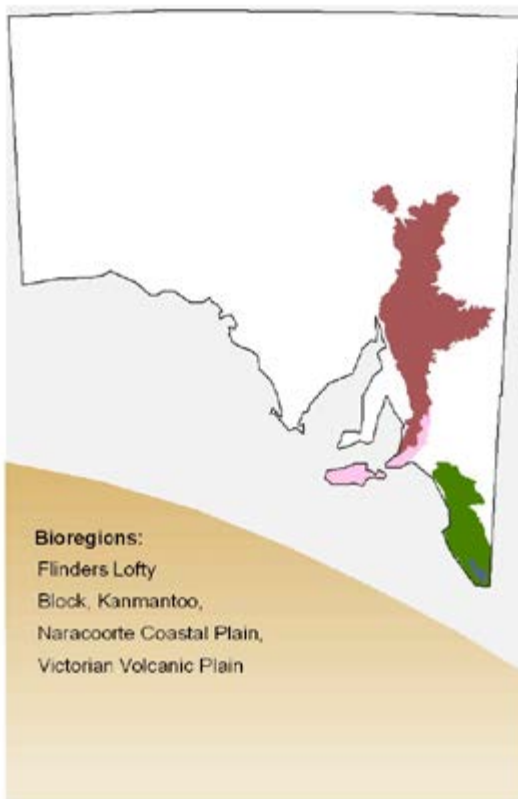 Bioregions:
Flinders Lofty
Block, Kanmantoo,
Naracoorte Coastal Plain,
Victorian Volcanic Plain